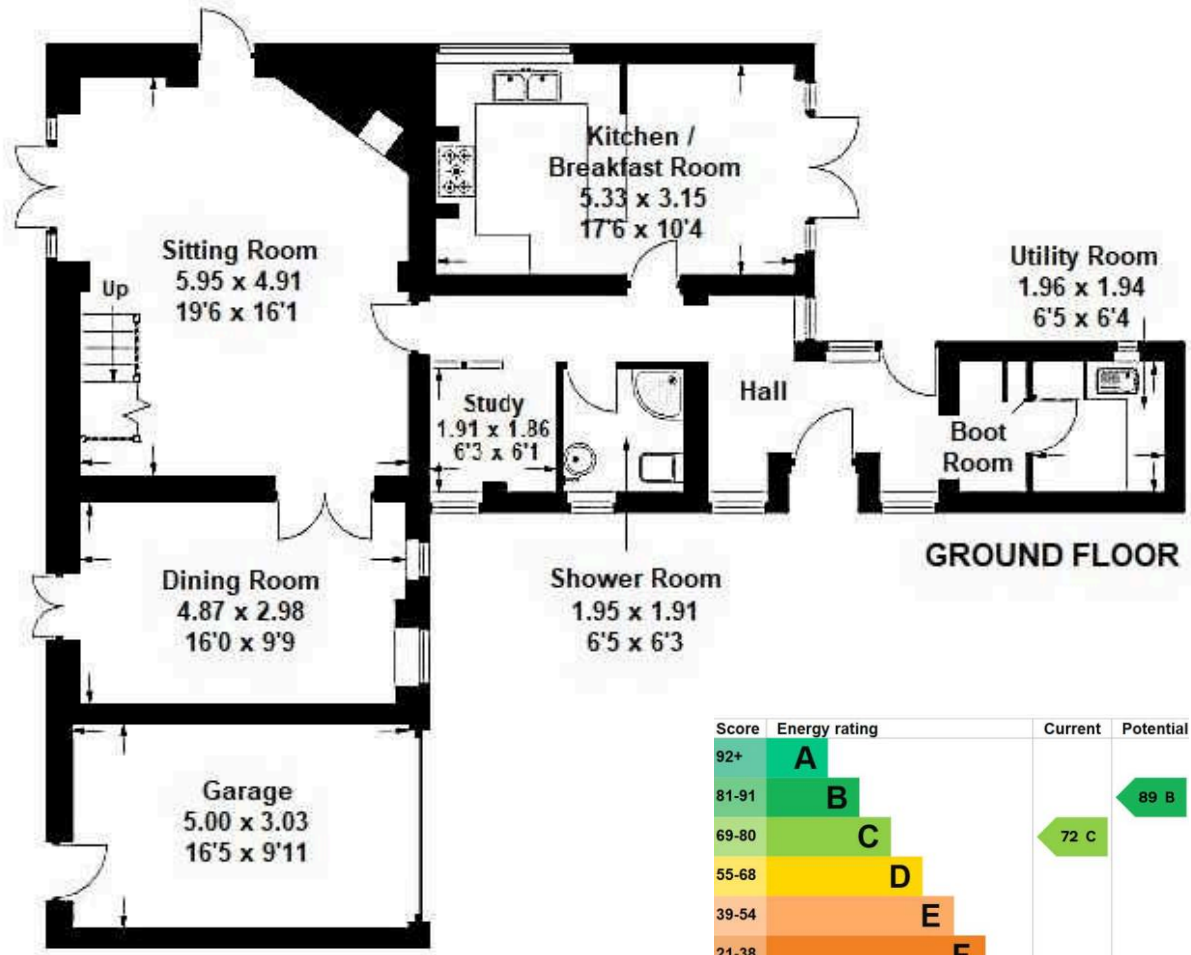 Kitchen /
Breakfast Room
5.33 x 3.15
17'6 x 10'4
Sitting Room
5.95 x 4.91
19'6 x 16'1
Up
Utility Room
1.96 x 1.94
6'5 x 6'4
Study
1.91 x 1.86
6'3 x 6'1
Hall
Boot
Room
GROUND FLOOR
Dining Room
4.87 x 2.98
16'0 x 9'9
Shower Room
1.95 x 1.91
6'5 x 6'3
Garage
5.00 x 3.03
16'5 x 9'11
Score Energy rating Current Potential
92+ A
81-91 B 89 B
69-80 C 72 C
55-68 D
39-54 E
21-38 F